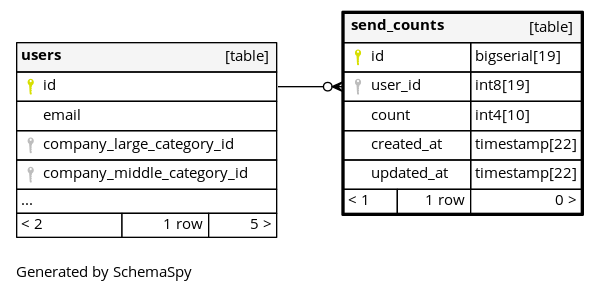 users [table]
id
email
company_large_category_id
company_middle_category_id
...
< 2 1 row 5 >
send_counts [table]
id bigserial[19]
user_id int8[19]
count int4[10]
created_at timestamp[22]
updated_at timestamp[22]
< 1 1 row 0 >
Generated by SchemaSpy